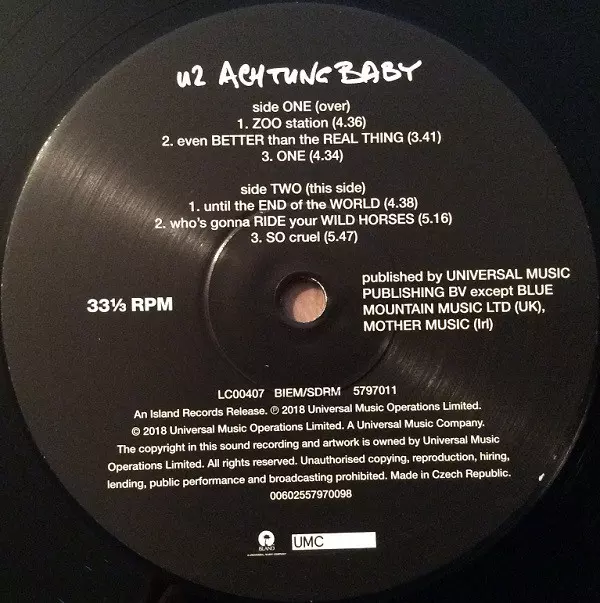 u2 ACHTUNG BABY
side ONE (over)
1. ZOO station (4.36)
2. even BETTER than the REAL THING (3.41)
3. ONE (4.34)
side TWO (this side)
1. until the END of the WORLD (4.38)
2. who's gonna RIDE your WILD HORSES (5.16)
3. SO cruel (5.47)
33⅓ RPM
published by UNIVERSAL MUSIC
PUBLISHING BV except BLUE
MOUNTAIN MUSIC LTD (UK),
MOTHER MUSIC (Irl)
LC00407 BIEM/SDRM 5797011
An Island Records Release. ℗ 2018 Universal Music Operations Limited.
© 2018 Universal Music Operations Limited. A Universal Music Company.
The copyright in this sound recording and artwork is owned by Universal Music
Operations Limited. All rights reserved. Unauthorised copying, reproduction, hiring,
lending, public performance and broadcasting prohibited. Made in Czech Republic.
00602557970098
ISLAND
UMC